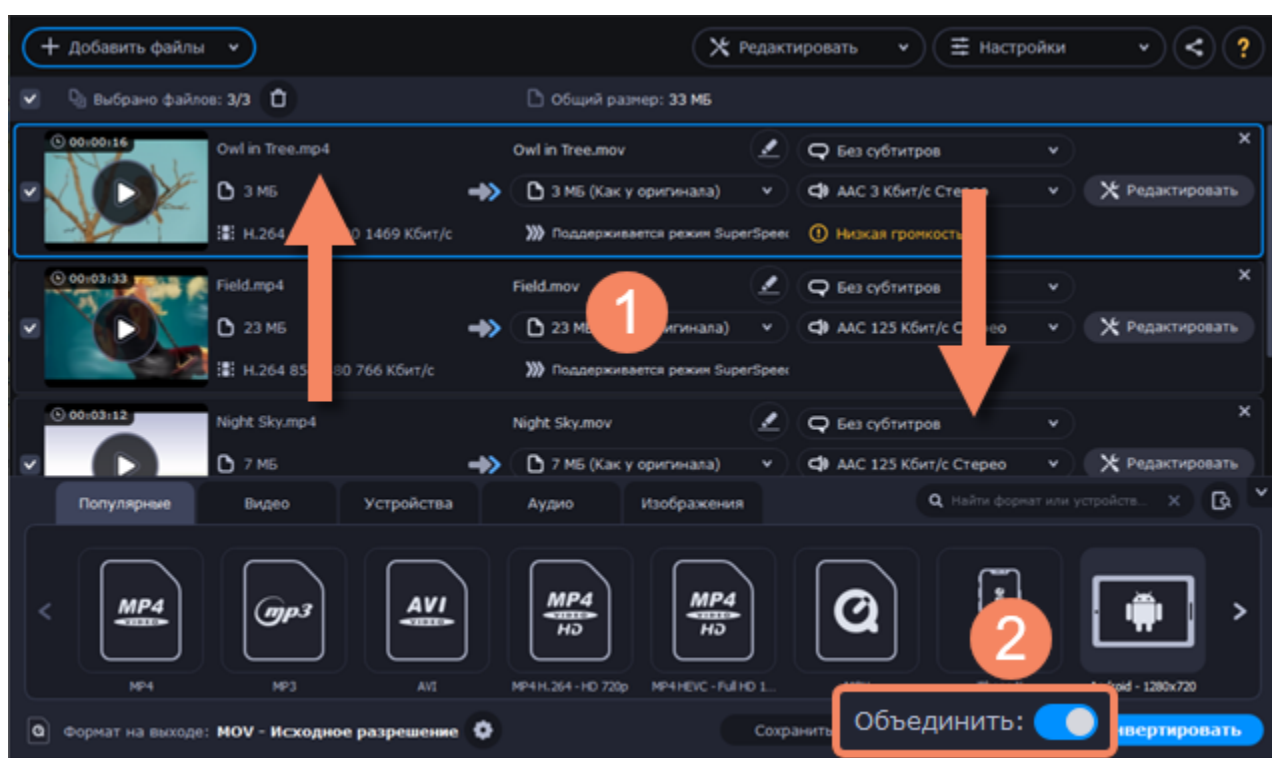 Добавить файлы
Редактировать
Настройки
?
Выбрано файлов: 3/3
Общий размер: 33 МБ
00:00:16
Owl in Tree.mp4
Owl in Tree.mov
Без субтитров
3 МБ
3 МБ (Как у оригинала)
AAC 3 Кбит/с Стерео
Редактировать
H.264
1469 Кбит/с
Поддерживается режим SuperSpeed
Низкая громкость
00:03:33
Field.mp4
Field.mov
Без субтитров
1
23 МБ
23 МБ
AAC 125 Кбит/с Стерео
Редактировать
H.264
766 Кбит/с
Поддерживается режим SuperSpeed
00:03:12
Night Sky.mp4
Night Sky.mov
Без субтитров
7 МБ
7 МБ (Как у оригинала)
AAC 125 Кбит/с Стерео
Редактировать
Популярные
Видео
Устройства
Аудио
Изображения
Найти формат или устройств...
MP4 VIDEO
mp3
AVI VIDEO
MP4 VIDEO HD
MP4 VIDEO HD
2
MP4
MP3
AVI
MP4 H.264 - HD 720p
MP4 HEVC - Full HD 1...
Android - 1280x720
Формат на выходе: MOV - Исходное разрешение
Объединить: